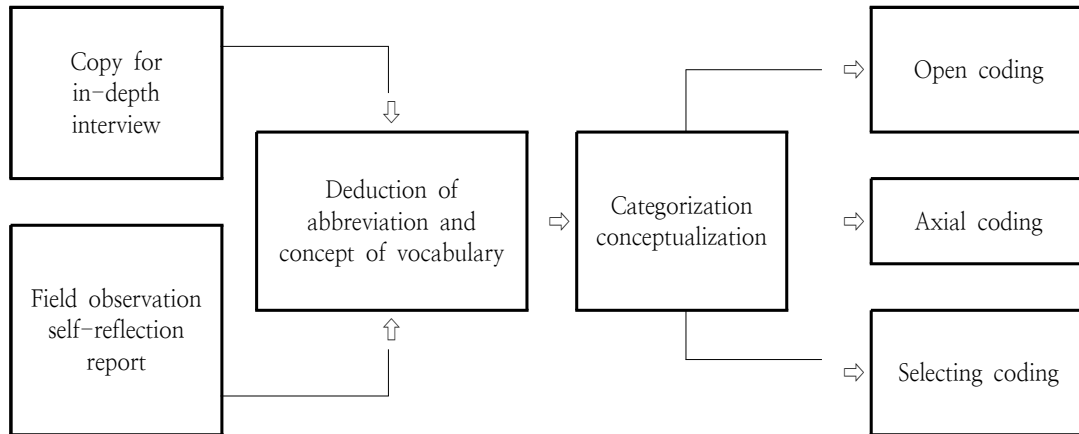 Copy for
in-depth
interview
Field observation
self-reflection
report
Deduction of
abbreviation and
concept of vocabulary
Categorization
conceptualization
Open coding
Axial coding
Selecting coding